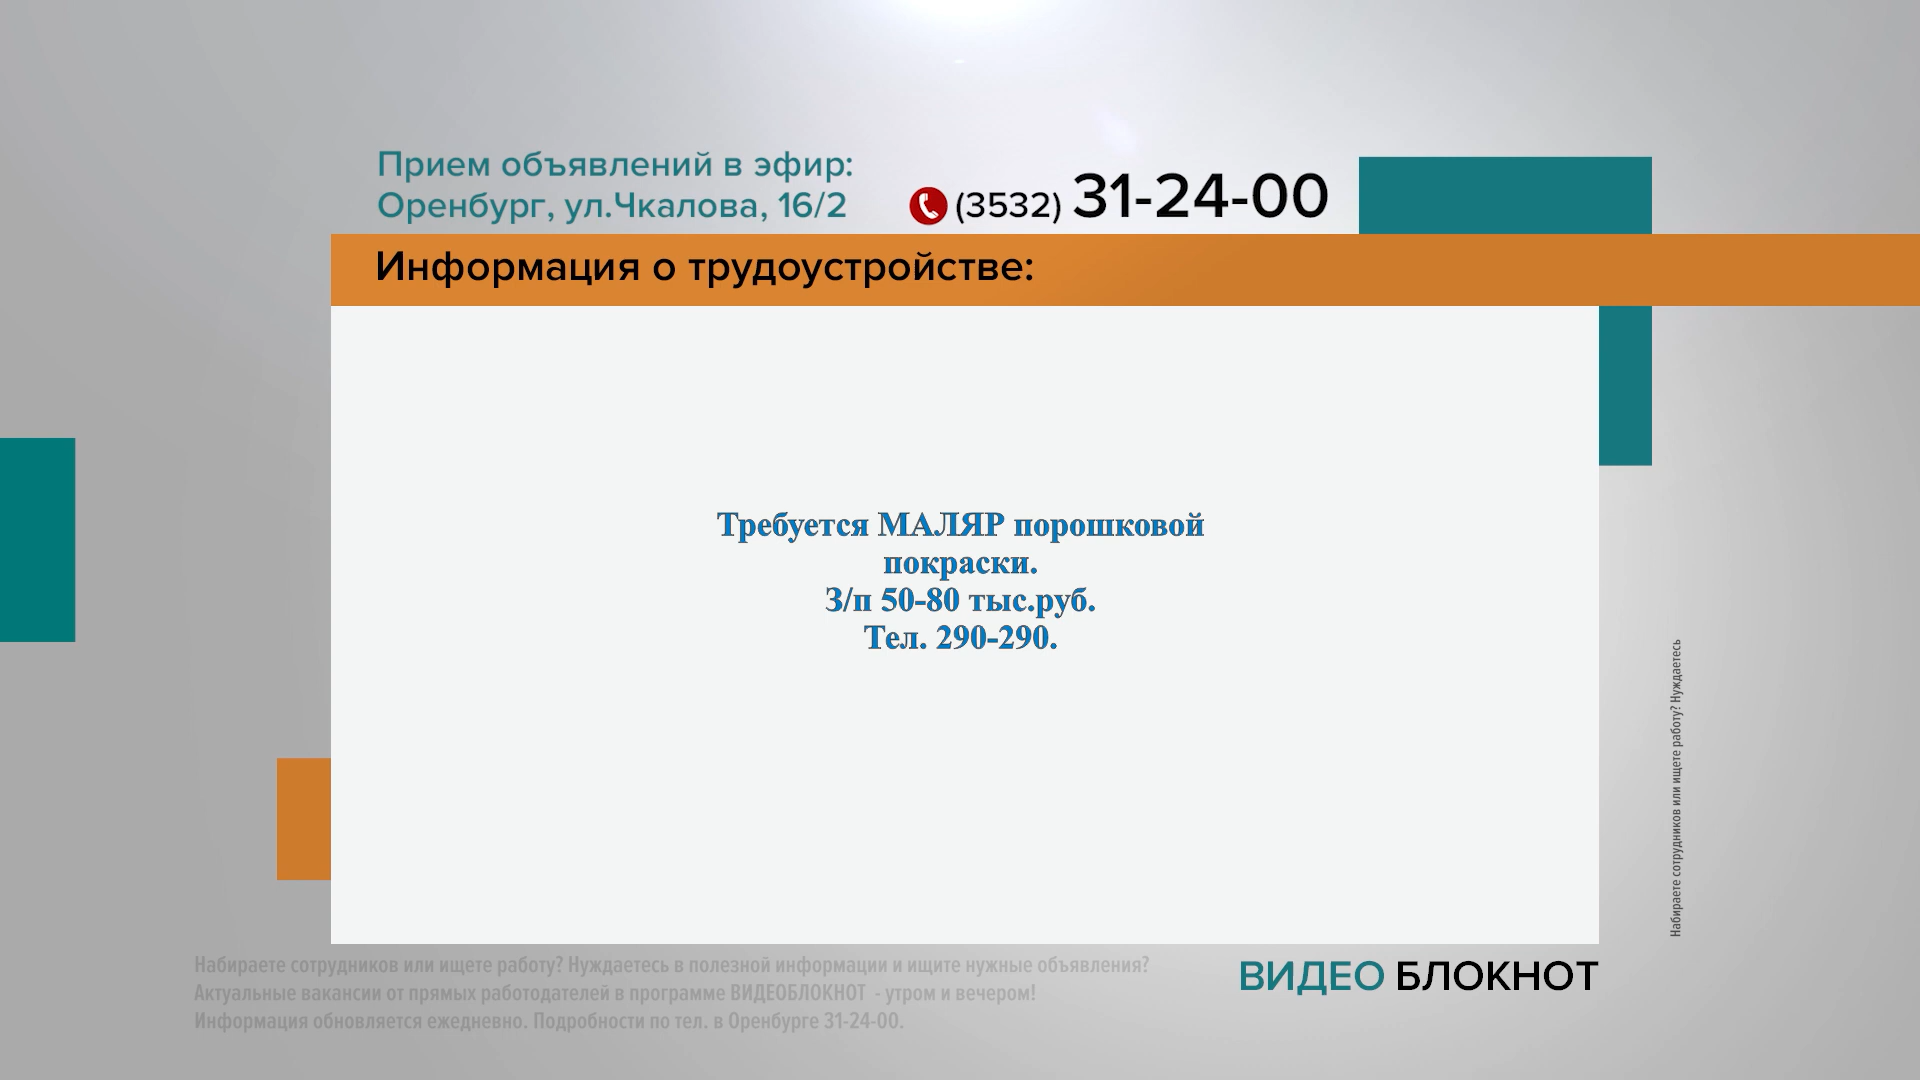 Прием объявлений в эфир:
Оренбург, ул.Чкалова, 16/2
(3532) 31-24-00
Информация о трудоустройстве:
Требуется МАЛЯР порошковой
покраски.
З/п 50-80 тыс.руб.
Тел. 290-290.
Набираете сотрудников или ищете работу? Нуждаетесь
Набираете сотрудников или ищете работу? Нуждаетесь в полезной информации и ищите нужные объявления?
Актуальные вакансии от прямых работодателей в программе ВИДЕОБЛОКНОТ - утром и вечером!
Информация обновляется ежедневно. Подробности по тел. в Оренбурге 31-24-00.
ВИДЕО БЛОКНОТ